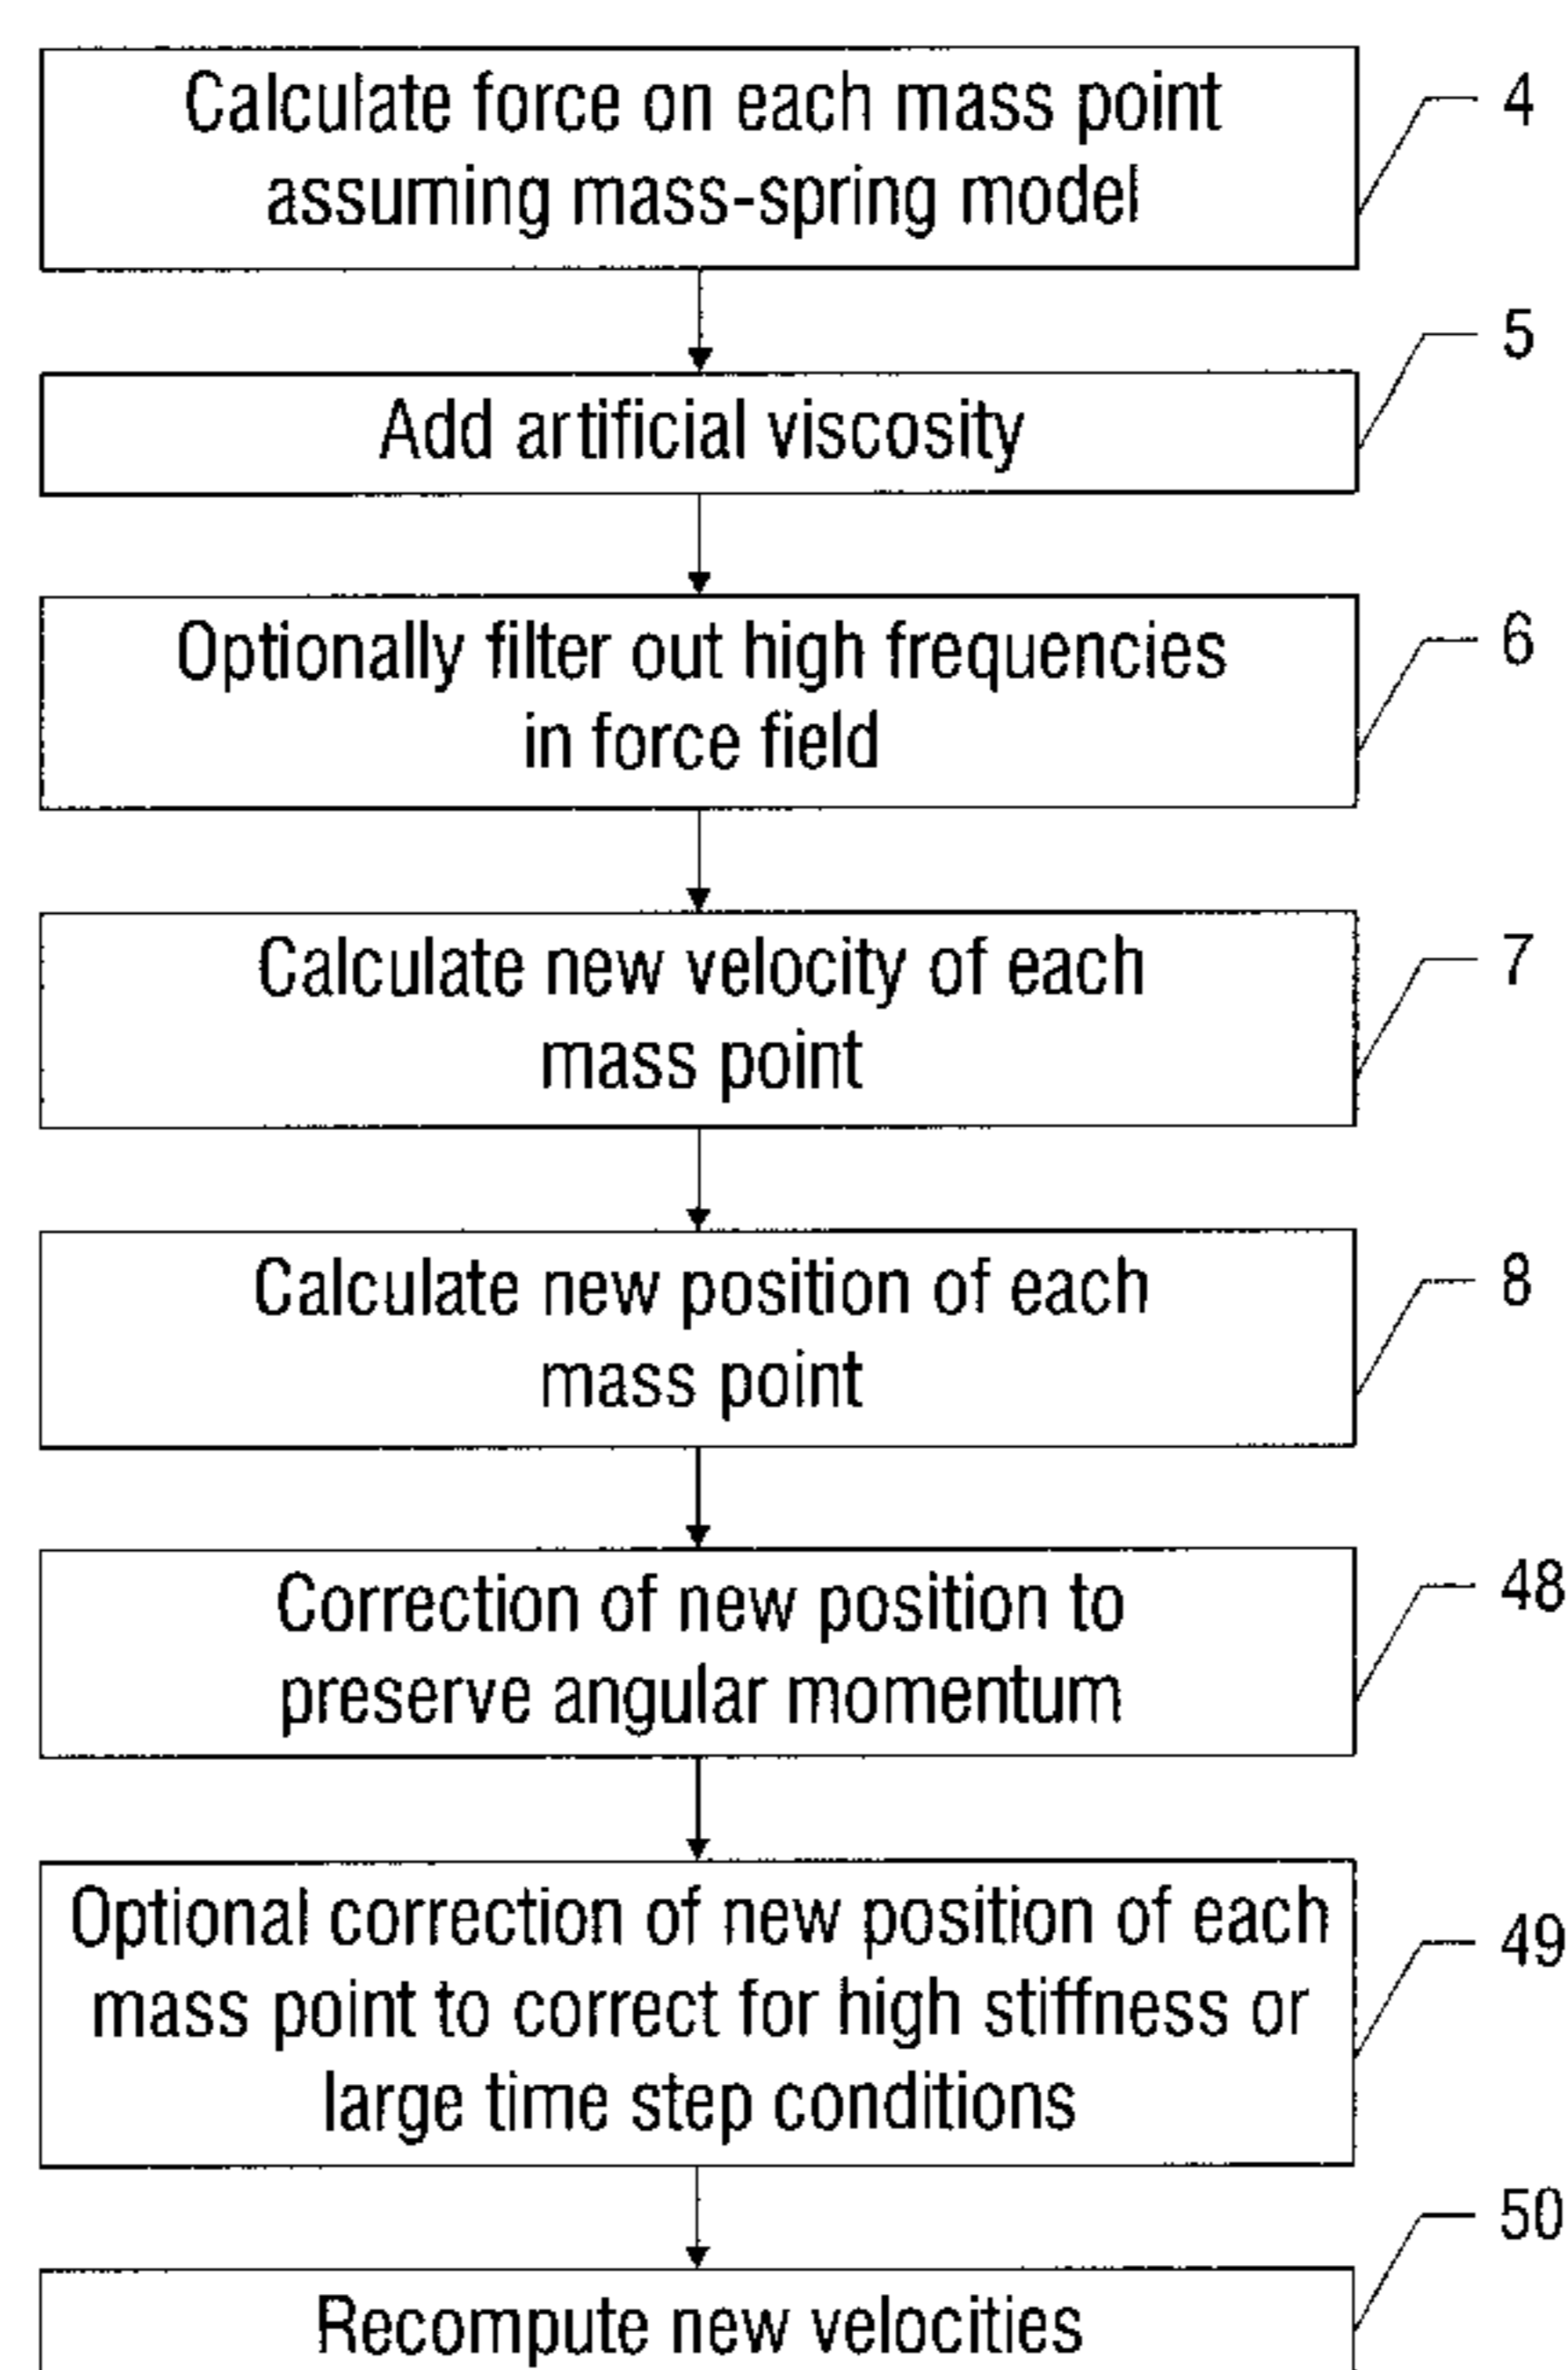 Calculate force on each mass point
assuming mass-spring model
4
5
Add artificial viscosity
Optionally filter out high frequencies
in force field
6
Calculate new velocity of each
mass point
7
Calculate new position of each
mass point
8
Correction of new position to
preserve angular momentum
48
Optional correction of new position of each
mass point to correct for high stiffness or
large time step conditions
49
50
Recompute new velocities